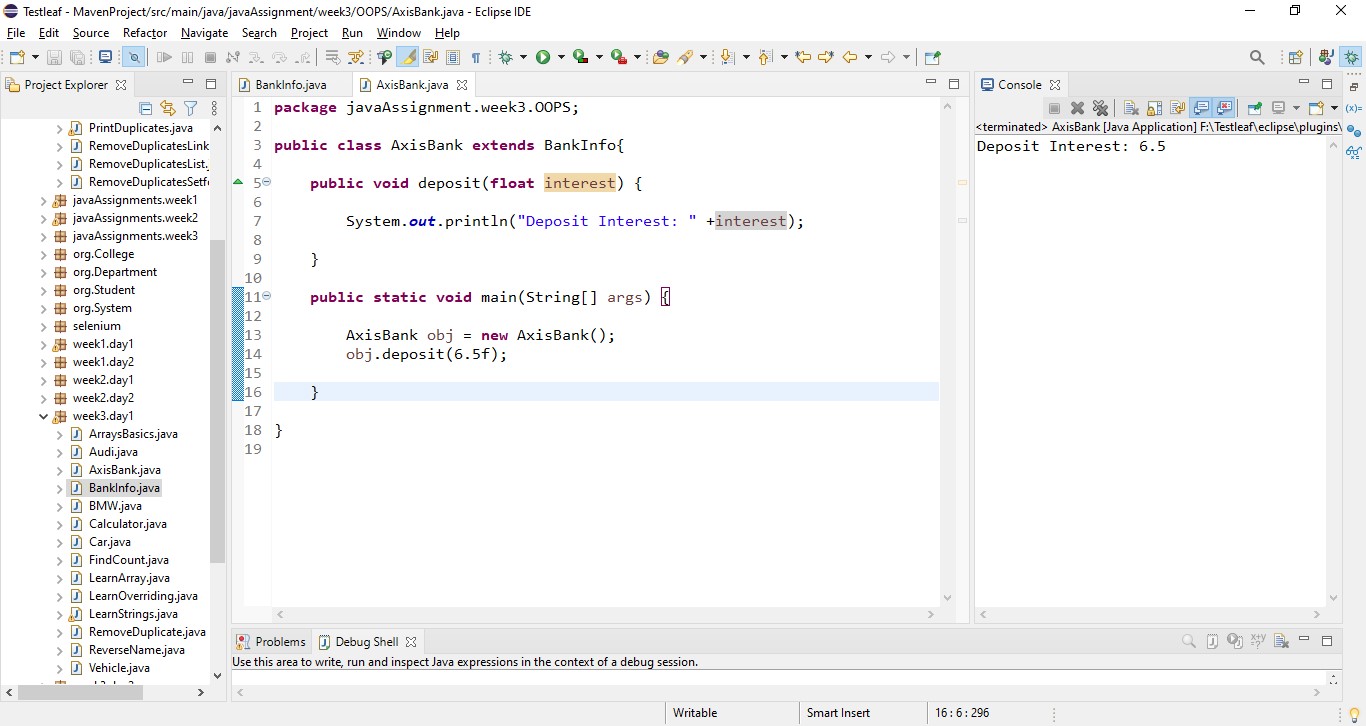 Testleaf - MavenProject/src/main/java/javaAssignment/week3/OOPS/AxisBank.java - Eclipse IDE
File Edit Source Refactor Navigate Search Project Run Window Help
Project Explorer
PrintDuplicates.java
RemoveDuplicatesLink
RemoveDuplicatesList.
RemoveDuplicatesSetf
javaAssignments.week1
javaAssignments.week2
javaAssignments.week3
org.College
org.Department
org.Student
org.System
selenium
week1.day1
week1.day2
week2.day1
week2.day2
week3.day1
ArraysBasics.java
Audi.java
AxisBank.java
BankInfo.java
BMW.java
Calculator.java
Car.java
FindCount.java
LearnArray.java
LearnOverriding.java
LearnStrings.java
RemoveDuplicate.java
ReverseName.java
Vehicle.java
BankInfo.java AxisBank.java
1 package javaAssignment.week3.OOPS;
2
3 public class AxisBank extends BankInfo{
4
5 public void deposit(float interest) {
6
7 System.out.println("Deposit Interest: " +interest);
8
9 }
10
11 public static void main(String[] args) {
12
13 AxisBank obj = new AxisBank();
14 obj.deposit(6.5f);
15
16 }
17
18 }
19
Console
<terminated> AxisBank [Java Application] F:\Testleaf\eclipse\plugins\
Deposit Interest: 6.5
Problems Debug Shell
Use this area to write, run and inspect Java expressions in the context of a debug session.
Writable Smart Insert 16 : 6 : 296